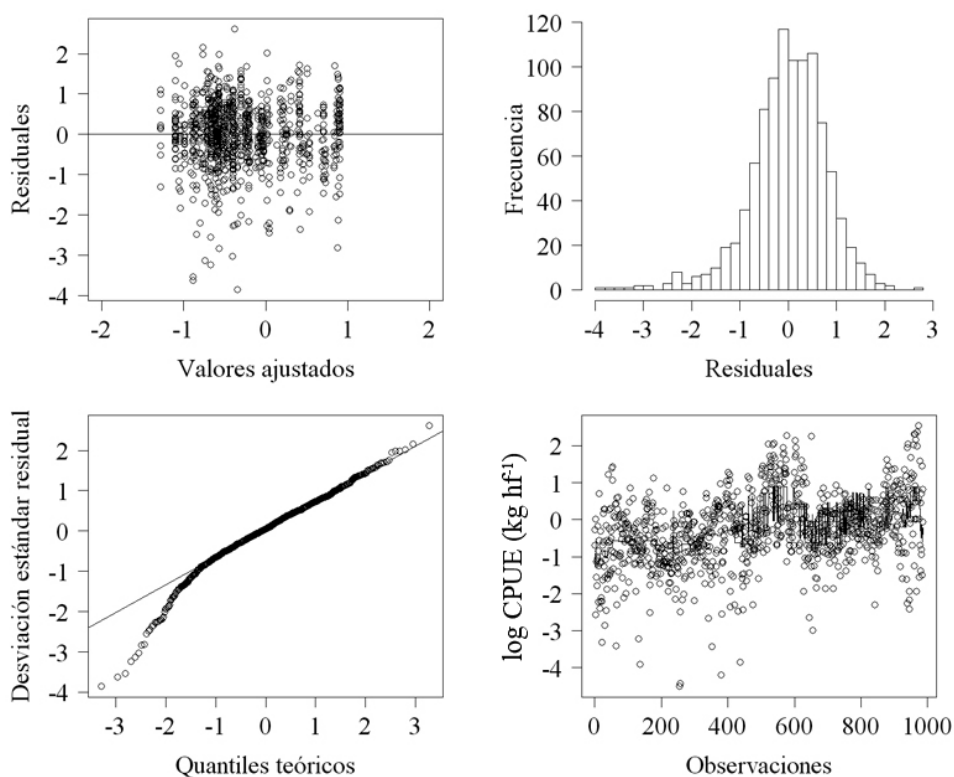 Residuales
2
1
0
-1
-2
-3
-4
-2 -1 0 1 2
Valores ajustados
Frecuencia
120
100
80
60
40
20
0
-4 -3 -2 -1 0 1 2 3
Residuales
Desviación estándar residual
2
1
0
-1
-2
-3
-4
-3 -2 -1 0 1 2 3
Quantiles teóricos
log CPUE (kg hf-¹)
2
1
0
-1
-2
-3
-4
0 200 400 600 800 1000
Observaciones